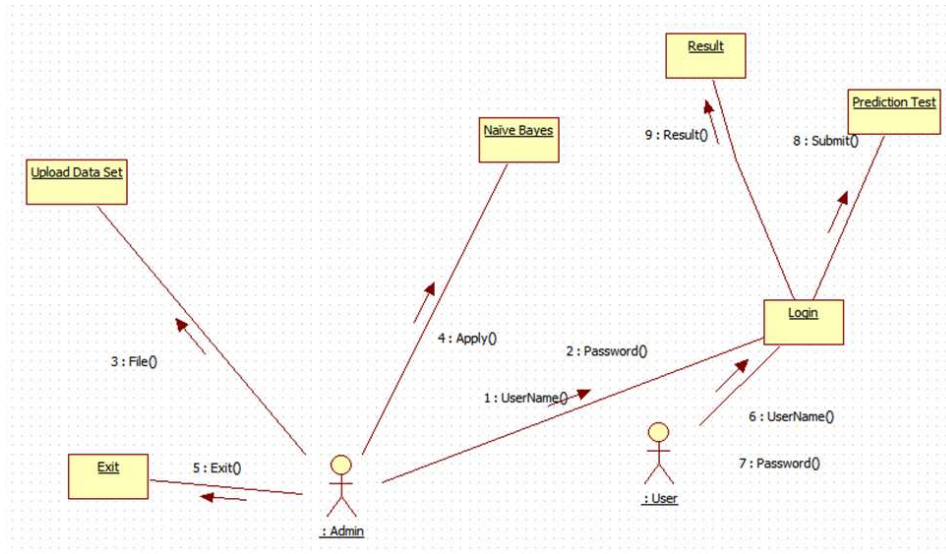 Result
Prediction Test
9 : Result()
8 : Submit()
Naïve Bayes
Upload Data Set
Login
4 : Apply()
2 : Password()
3 : File()
1 : UserName()
6 : UserName()
Exit
5 : Exit()
7 : Password()
: User
: Admin